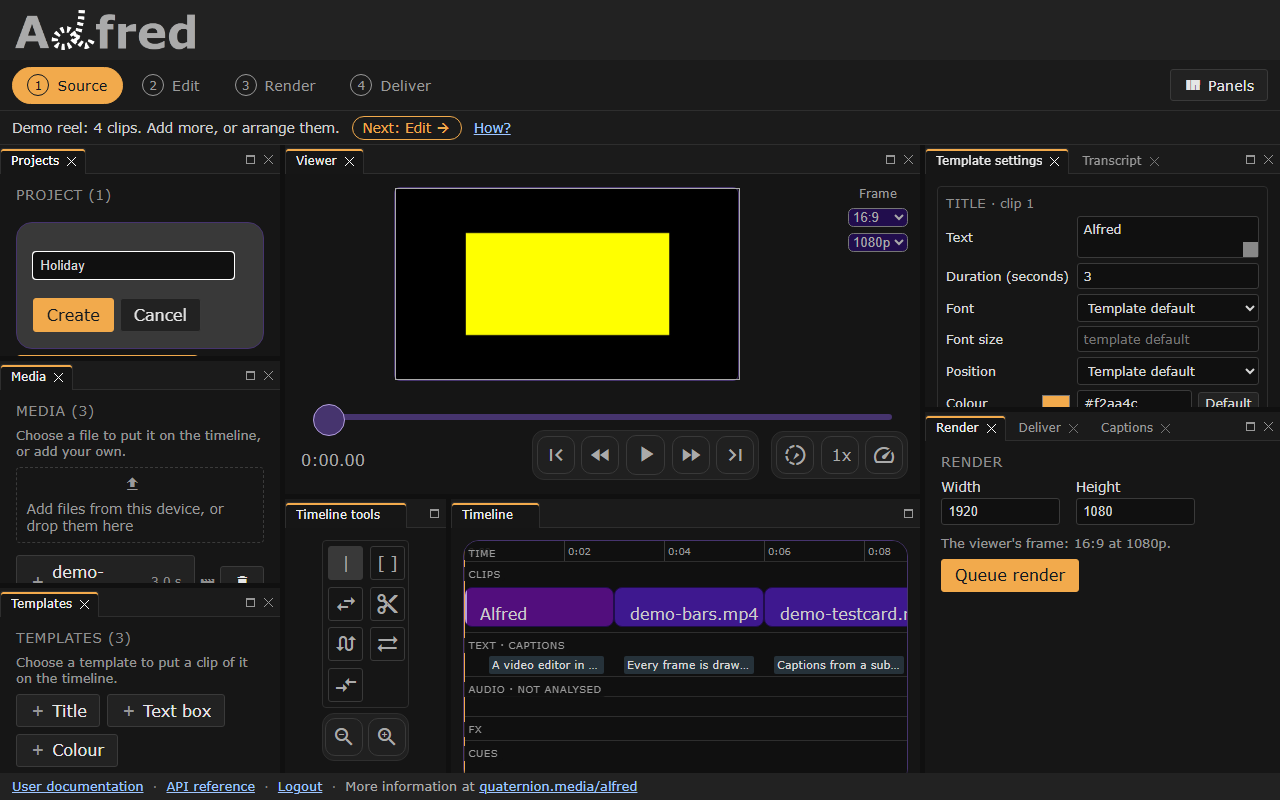 Alfred
1 Source
2 Edit
3 Render
4 Deliver
Panels
Demo reel: 4 clips. Add more, or arrange them.
Next: Edit →
How?
Projects
PROJECT (1)
Holiday
Create
Cancel
Media
MEDIA (3)
Choose a file to put it on the timeline,
or add your own.
Add files from this device, or
drop them here
+ demo-
3.0 s
Templates
TEMPLATES (3)
Choose a template to put a clip of it
on the timeline.
+ Title
+ Text box
+ Colour
Viewer
Frame
16:9
1080p
0:00.00
1x
Timeline tools
[ ]
Timeline
TIME
0:02
0:04
0:06
0:08
CLIPS
Alfred
demo-bars.mp4
demo-testcard.
TEXT · CAPTIONS
A video editor in ...
Every frame is draw...
Captions from a sub...
AUDIO · NOT ANALYSED
FX
CUES
Template settings
Transcript
TITLE · clip 1
Text
Alfred
Duration (seconds)
3
Font
Template default
Font size
template default
Position
Template default
Colour
#f2aa4c
Default
Render
Deliver
Captions
RENDER
Width
Height
1920
1080
The viewer's frame: 16:9 at 1080p.
Queue render
User documentation · API reference · Logout · More information at quaternion.media/alfred